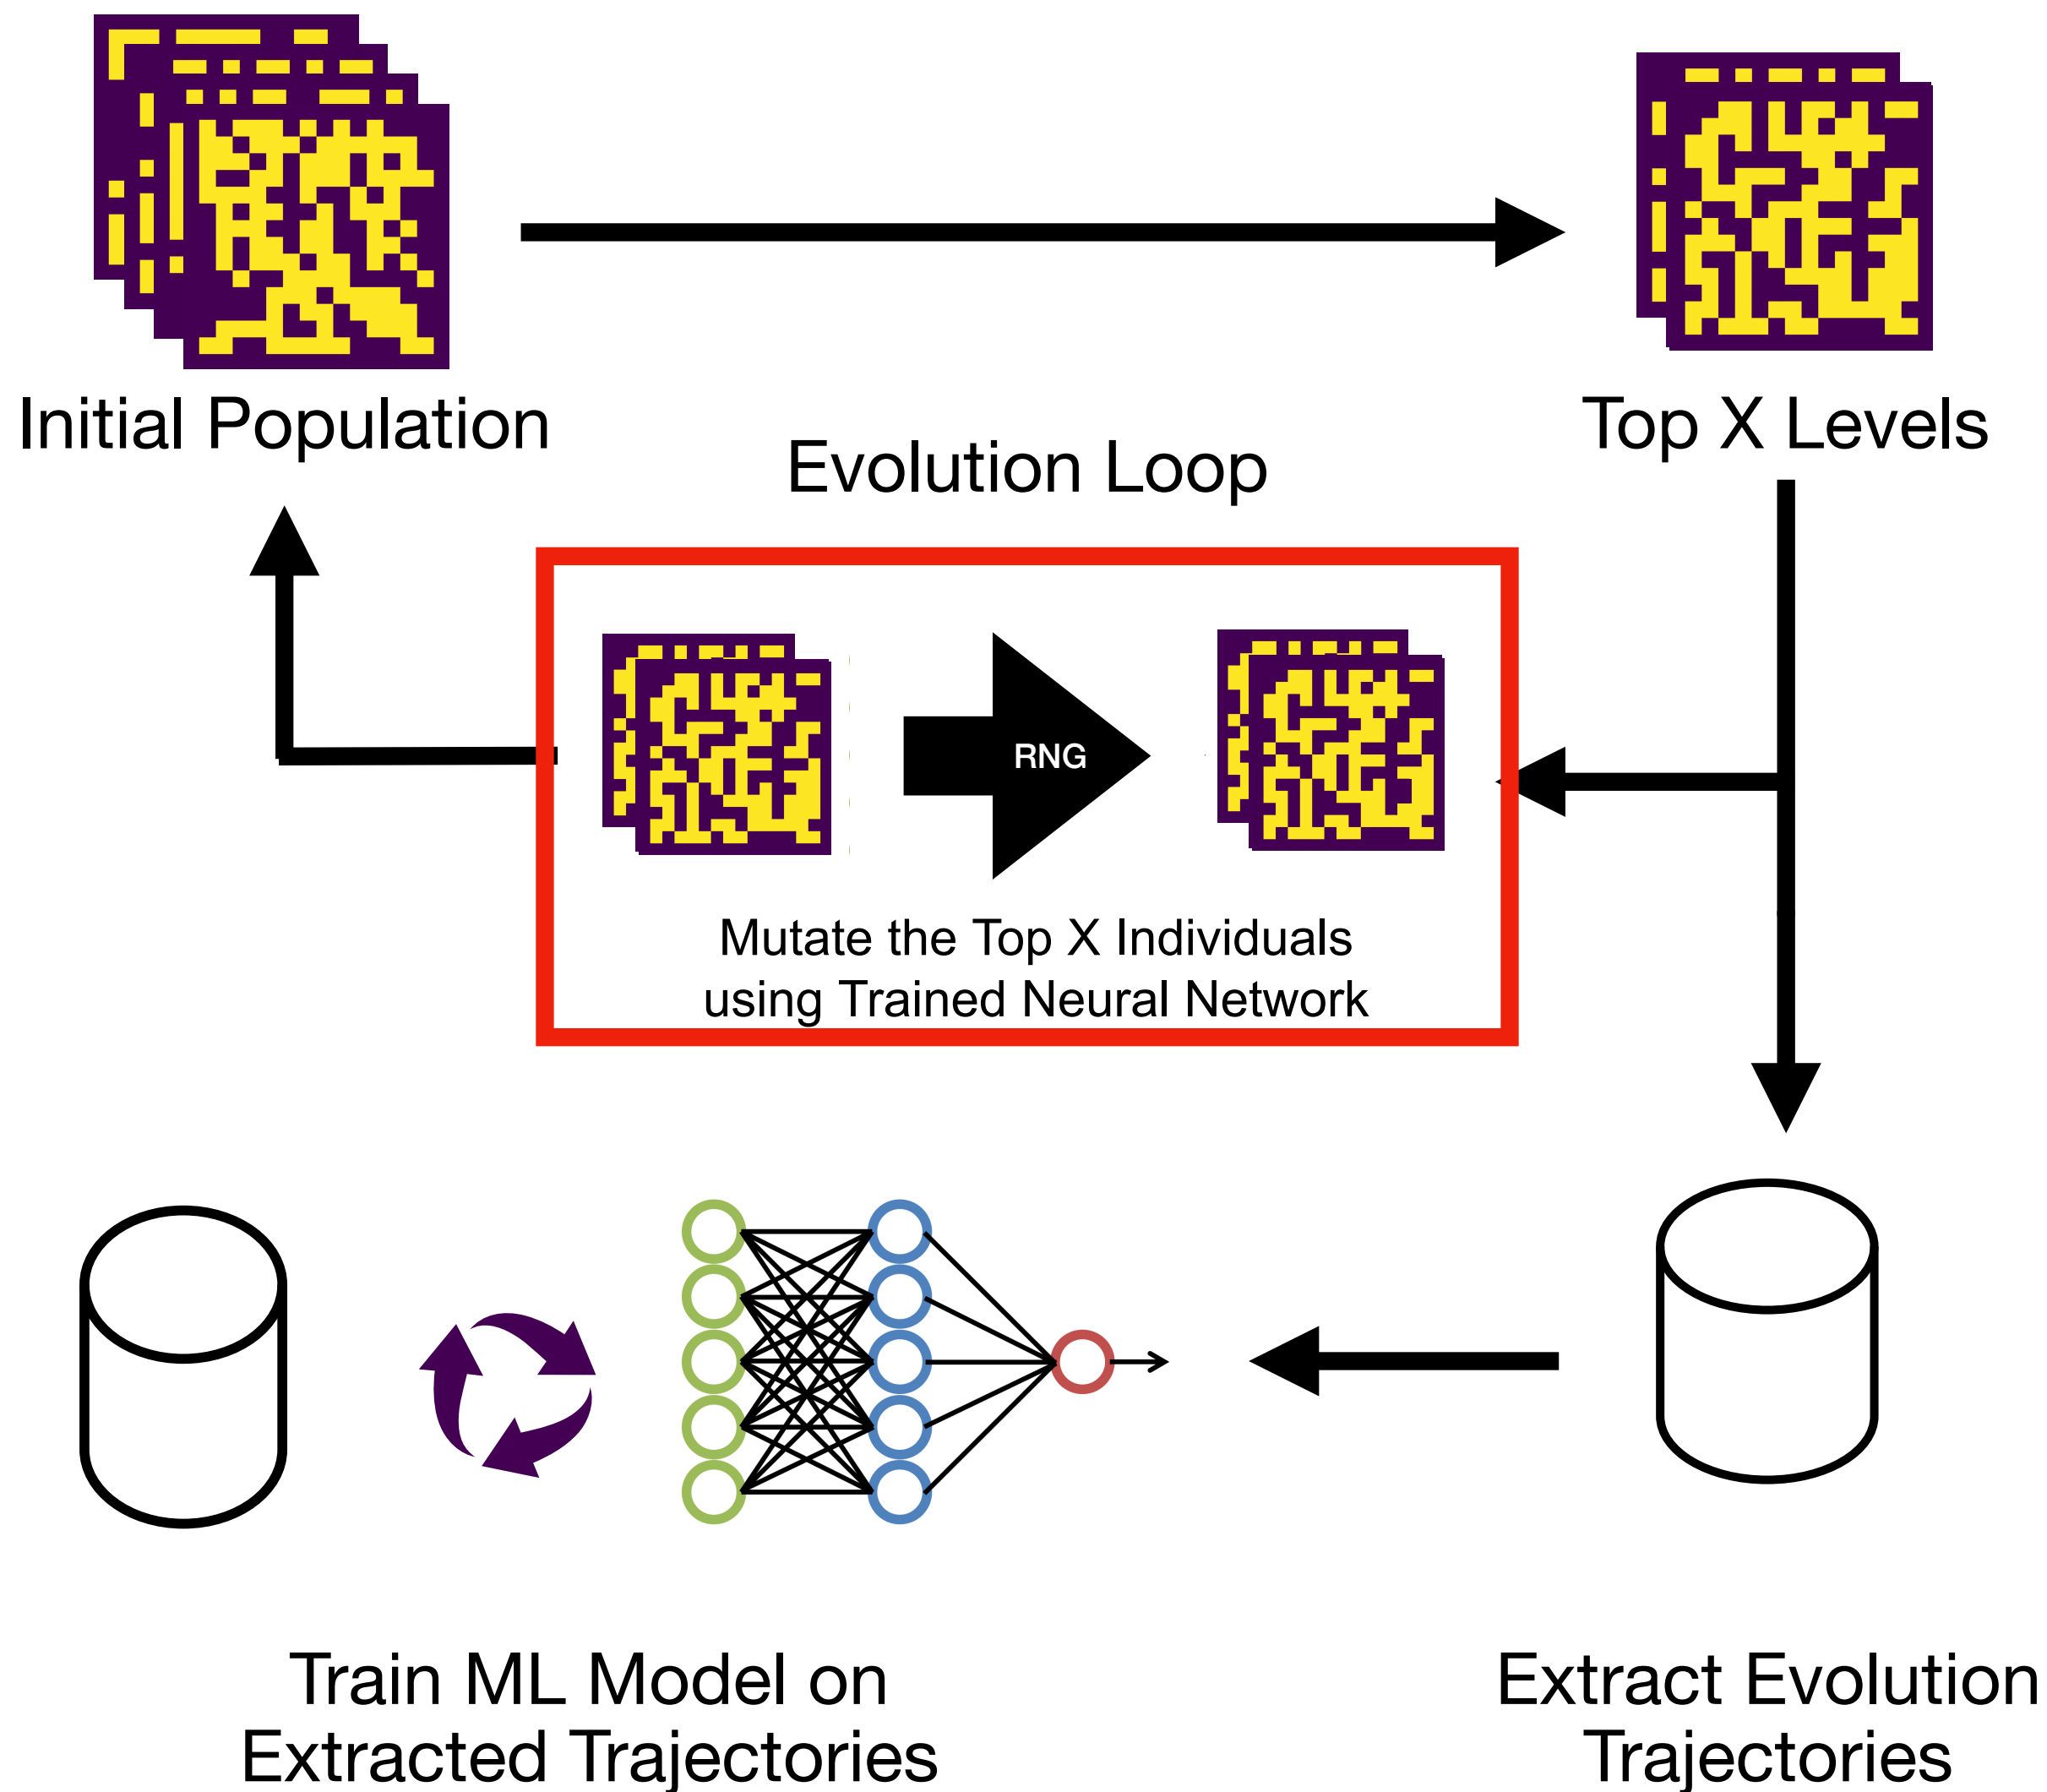 Initial Population
Top X Levels
Evolution Loop
RNG
Mutate the Top X Individuals
using Trained Neural Network
Train ML Model on
Extracted Trajectories
Extract Evolution
Trajectories